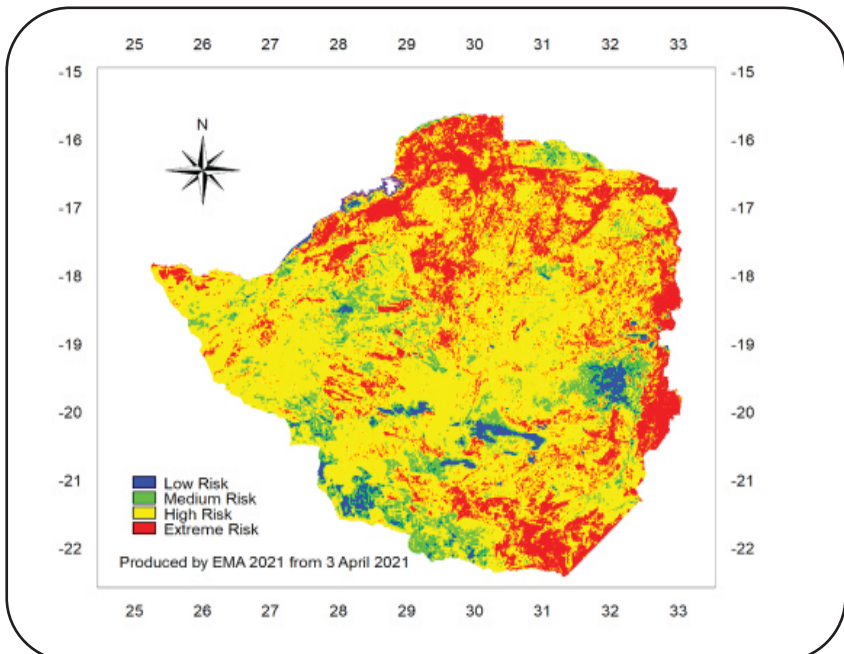 25 26 27 28 29 30 31 32 33
-15 -15
N
-16 -16
-17 -17
-18 -18
-19 -19
-20 -20
-21 -21
Low Risk
Medium Risk
High Risk
Extreme Risk
-22 -22
Produced by EMA 2021 from 3 April 2021
25 26 27 28 29 30 31 32 33